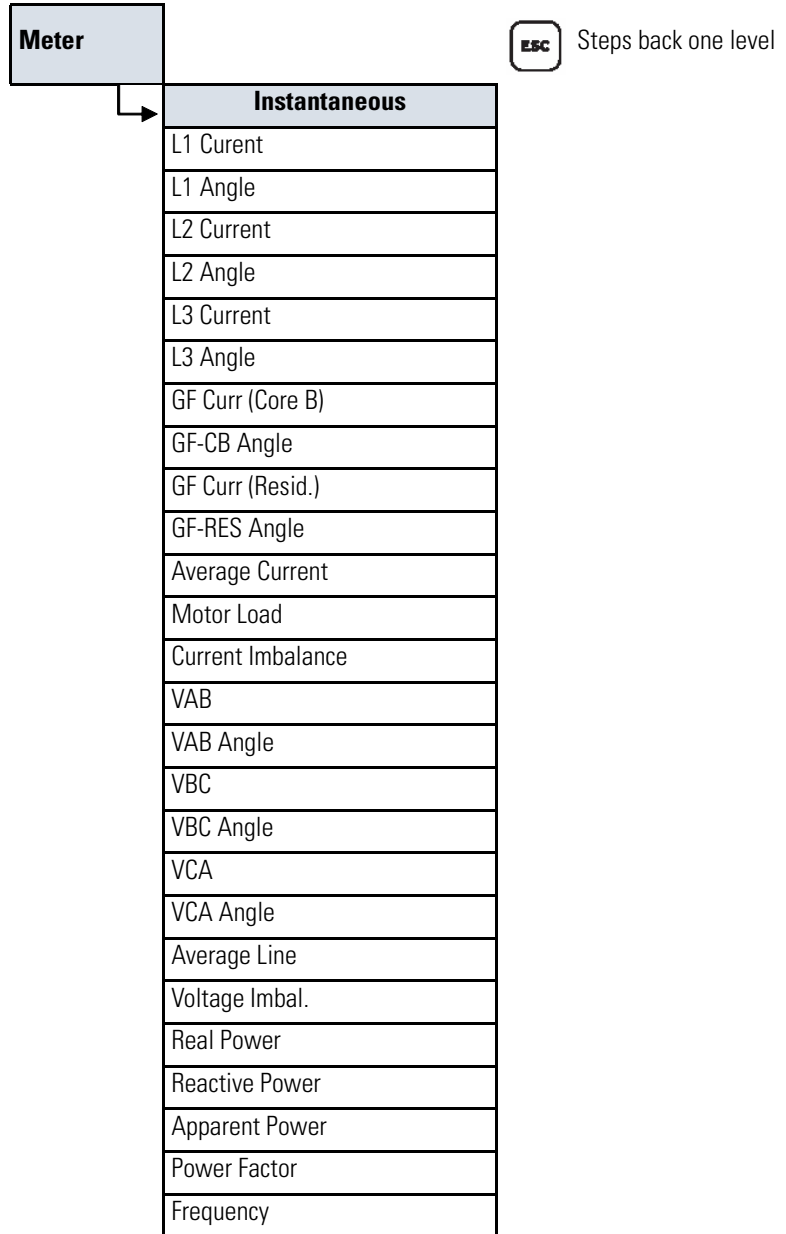 Meter
ESC Steps back one level
Instantaneous
L1 Curent
L1 Angle
L2 Current
L2 Angle
L3 Current
L3 Angle
GF Curr (Core B)
GF-CB Angle
GF Curr (Resid.)
GF-RES Angle
Average Current
Motor Load
Current Imbalance
VAB
VAB Angle
VBC
VBC Angle
VCA
VCA Angle
Average Line
Voltage Imbal.
Real Power
Reactive Power
Apparent Power
Power Factor
Frequency